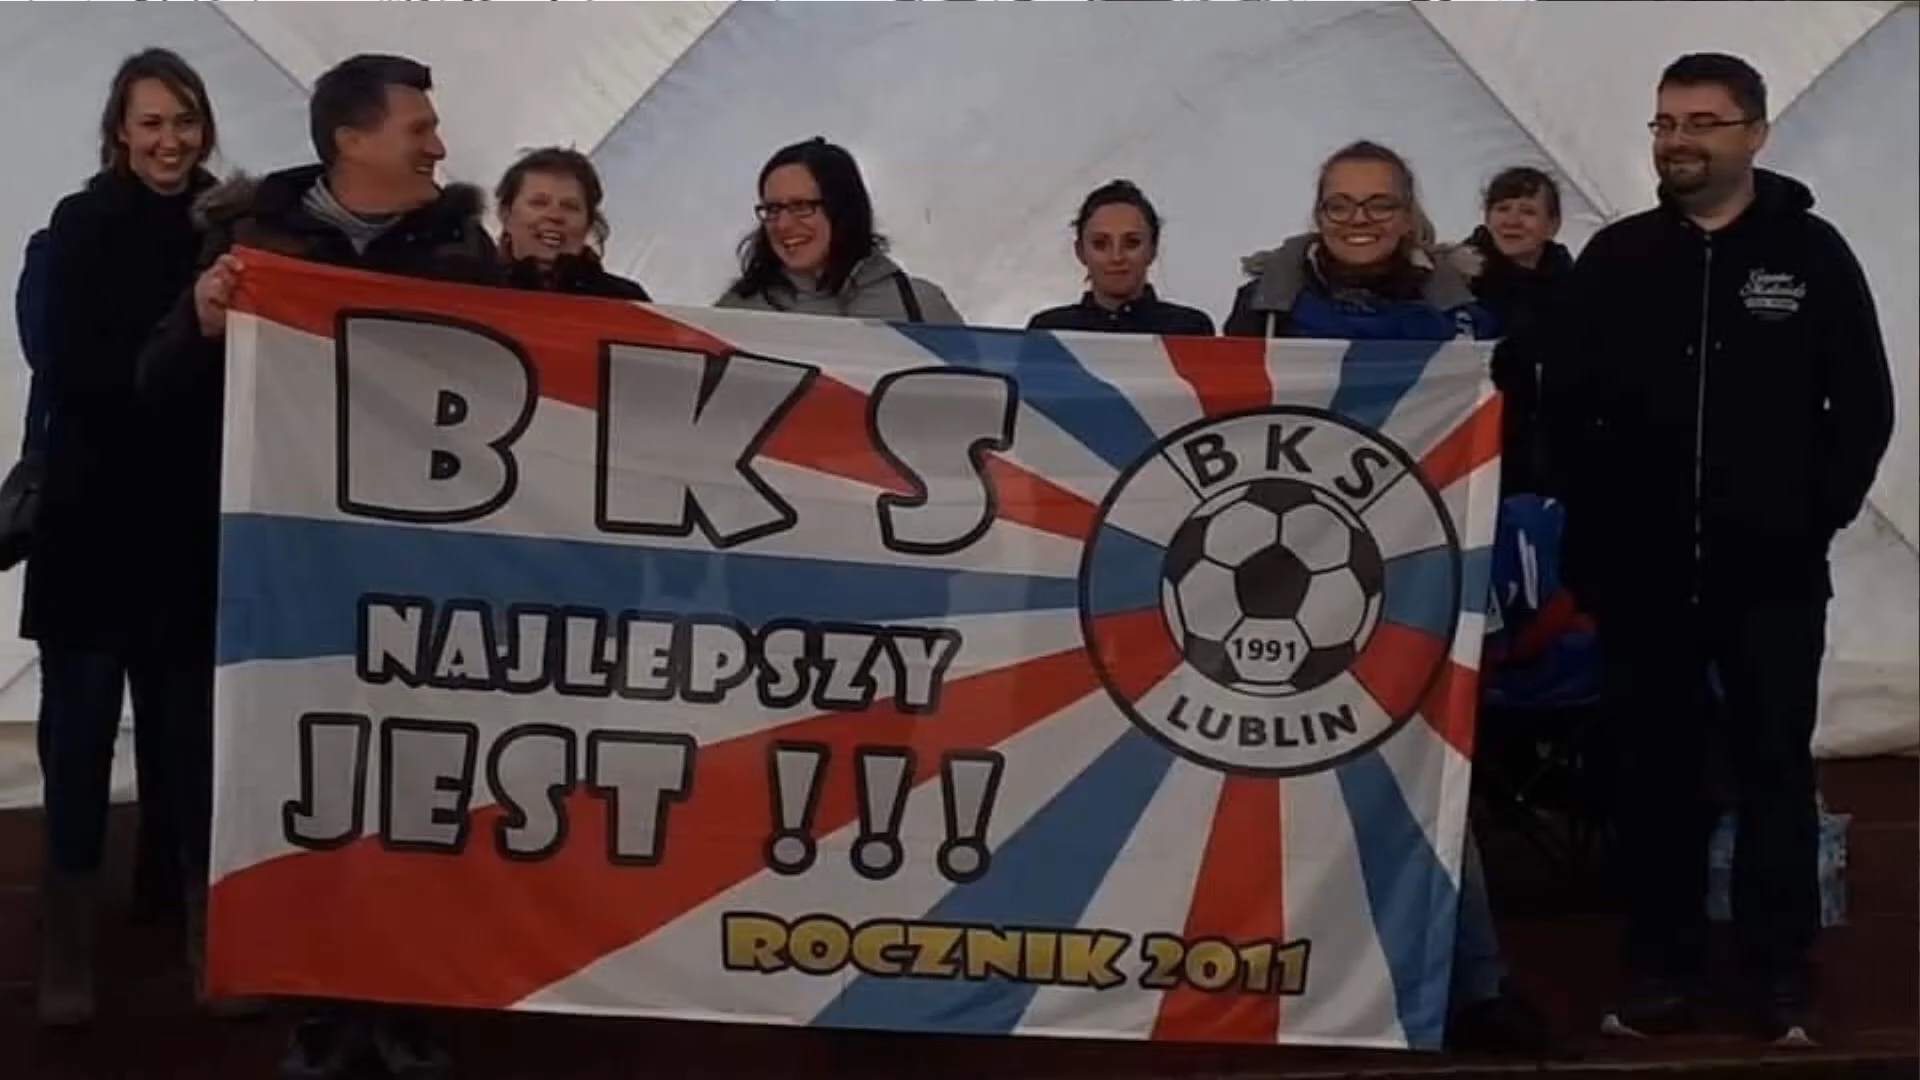 BKS
NAJLEPSZY
JEST !!!
ROCZNIK 2011
BKS
1991
LUBLIN